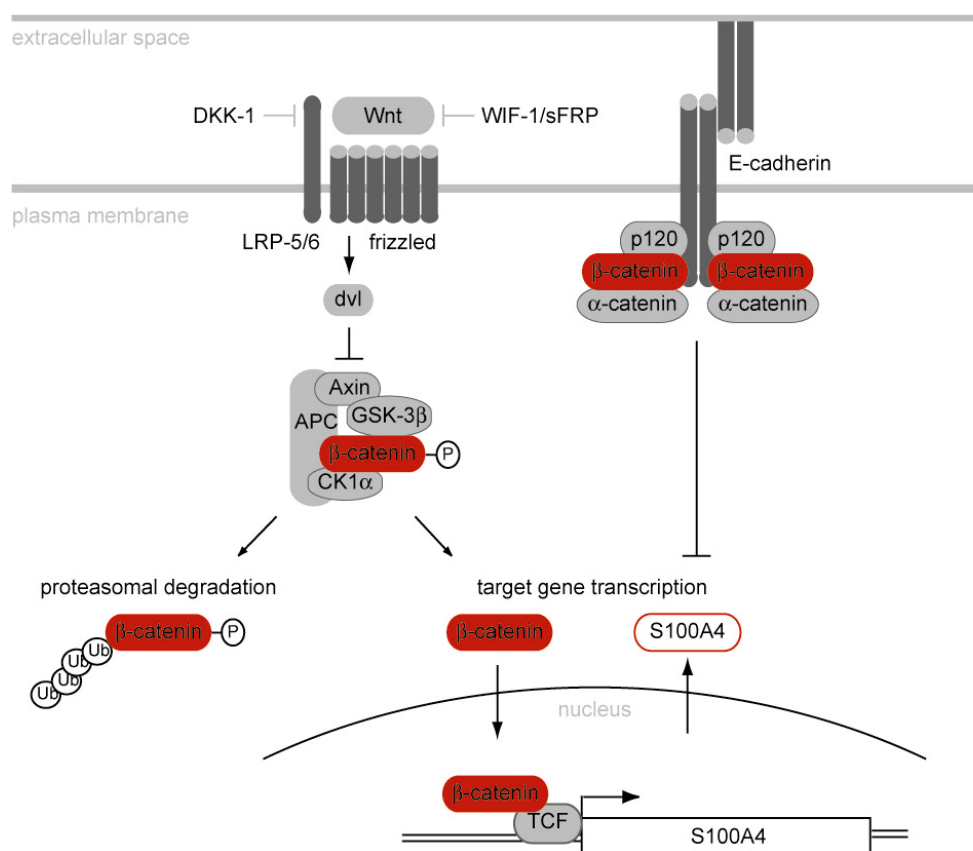 extracellular space
DKK-1
Wnt
WIF-1/sFRP
E-cadherin
plasma membrane
LRP-5/6
frizzled
p120
p120
β-catenin
β-catenin
α-catenin
α-catenin
dvl
Axin
APC
GSK-3β
β-catenin
P
CK1α
proteasomal degradation
target gene transcription
β-catenin
P
β-catenin
S100A4
Ub
Ub
Ub
Ub
nucleus
β-catenin
TCF
S100A4